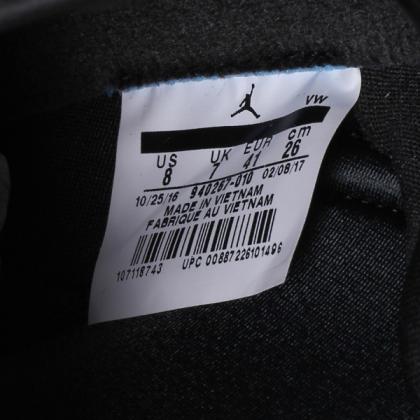 VW
US UK EUR cm
8 7 41 26
10/25/16 940267-010 02/08/17
MADE IN VIETNAM
FABRIQUE AU VIETNAM
107118743 UPC 00887226101496